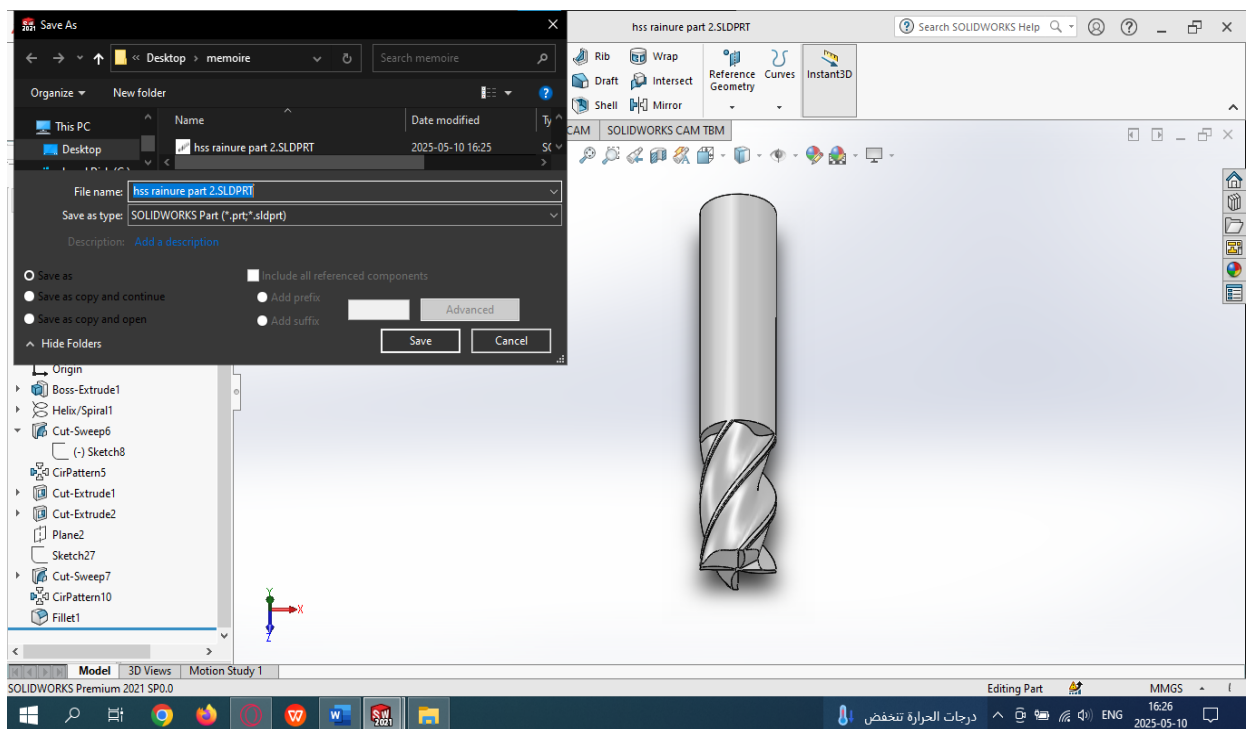 Save As
hss rainure part 2.SLDPRT
Search SOLIDWORKS Help
Desktop > memoire
Search memoire
Organize
New folder
This PC
Desktop
Name
Date modified
hss rainure part 2.SLDPRT
2025-05-10 16:25
File name:
hss rainure part 2.SLDPRT
Save as type:
SOLIDWORKS Part (*.prt;*.sldprt)
Description:
Add a description
Save as
Save as copy and continue
Save as copy and open
Include all referenced components
Add prefix
Add suffix
Advanced
Hide Folders
Save
Cancel
Rib
Wrap
Draft
Intersect
Shell
Mirror
Reference
Geometry
Curves
Instant3D
CAM
SOLIDWORKS CAM TBM
Origin
Boss-Extrude1
Helix/Spiral1
Cut-Sweep6
(-) Sketch8
CirPattern5
Cut-Extrude1
Cut-Extrude2
Plane2
Sketch27
Cut-Sweep7
CirPattern10
Fillet1
Y
X
Z
Model
3D Views
Motion Study 1
SOLIDWORKS Premium 2021 SP0.0
Editing Part
MMGS
درجات الحرارة تنخفض
ENG
16:26
2025-05-10